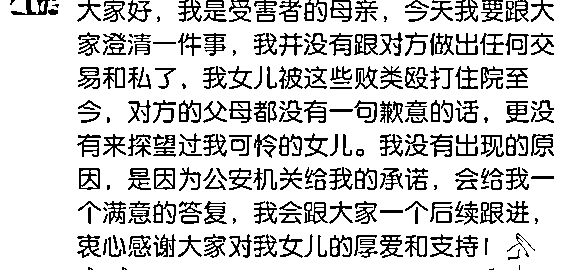 大家好，我是受害者的母亲，今天我要跟大
家澄清一件事，我并没有跟对方做出任何交
易和私了，我女儿被这些败类殴打住院至
今，对方的父母都没有一句歉意的话，更没
有来探望过我可怜的女儿。我没有出现的原
因，是因为公安机关给我的承诺，会给我一
个满意的答复，我会跟大家一个后续跟进，
衷心感谢大家对我女儿的厚爱和支持！